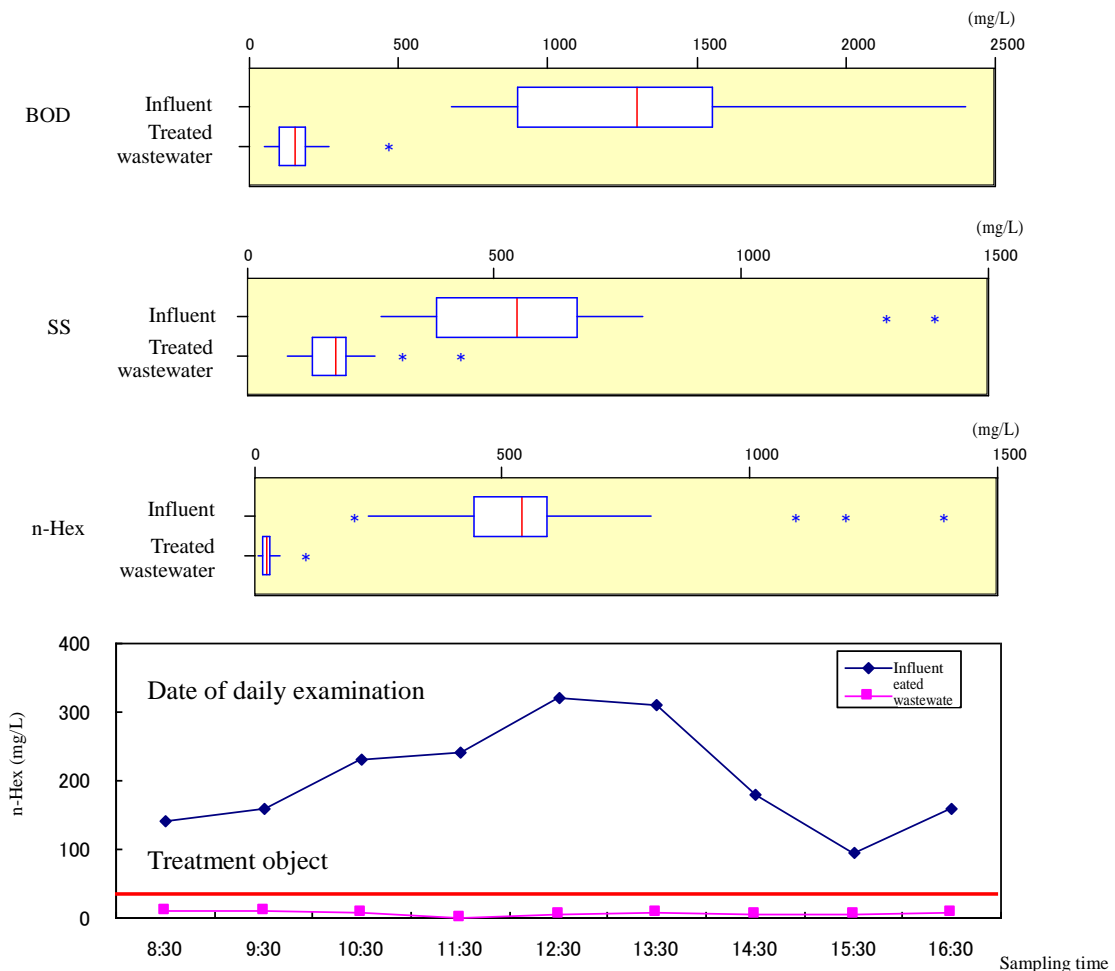 (mg/L)
0 500 1000 1500 2000 2500
BOD
Influent
Treated
wastewater
*
(mg/L)
0 500 1000 1500
SS
Influent
* *
Treated
wastewater
* *
(mg/L)
0 500 1000 1500
n-Hex
Influent
* * * *
Treated
wastewater
*
n-Hex (mg/L)
400
300
200
100
0
Date of daily examination
Influent
eated
wastewate
Treatment object
8:30 9:30 10:30 11:30 12:30 13:30 14:30 15:30 16:30
Sampling time